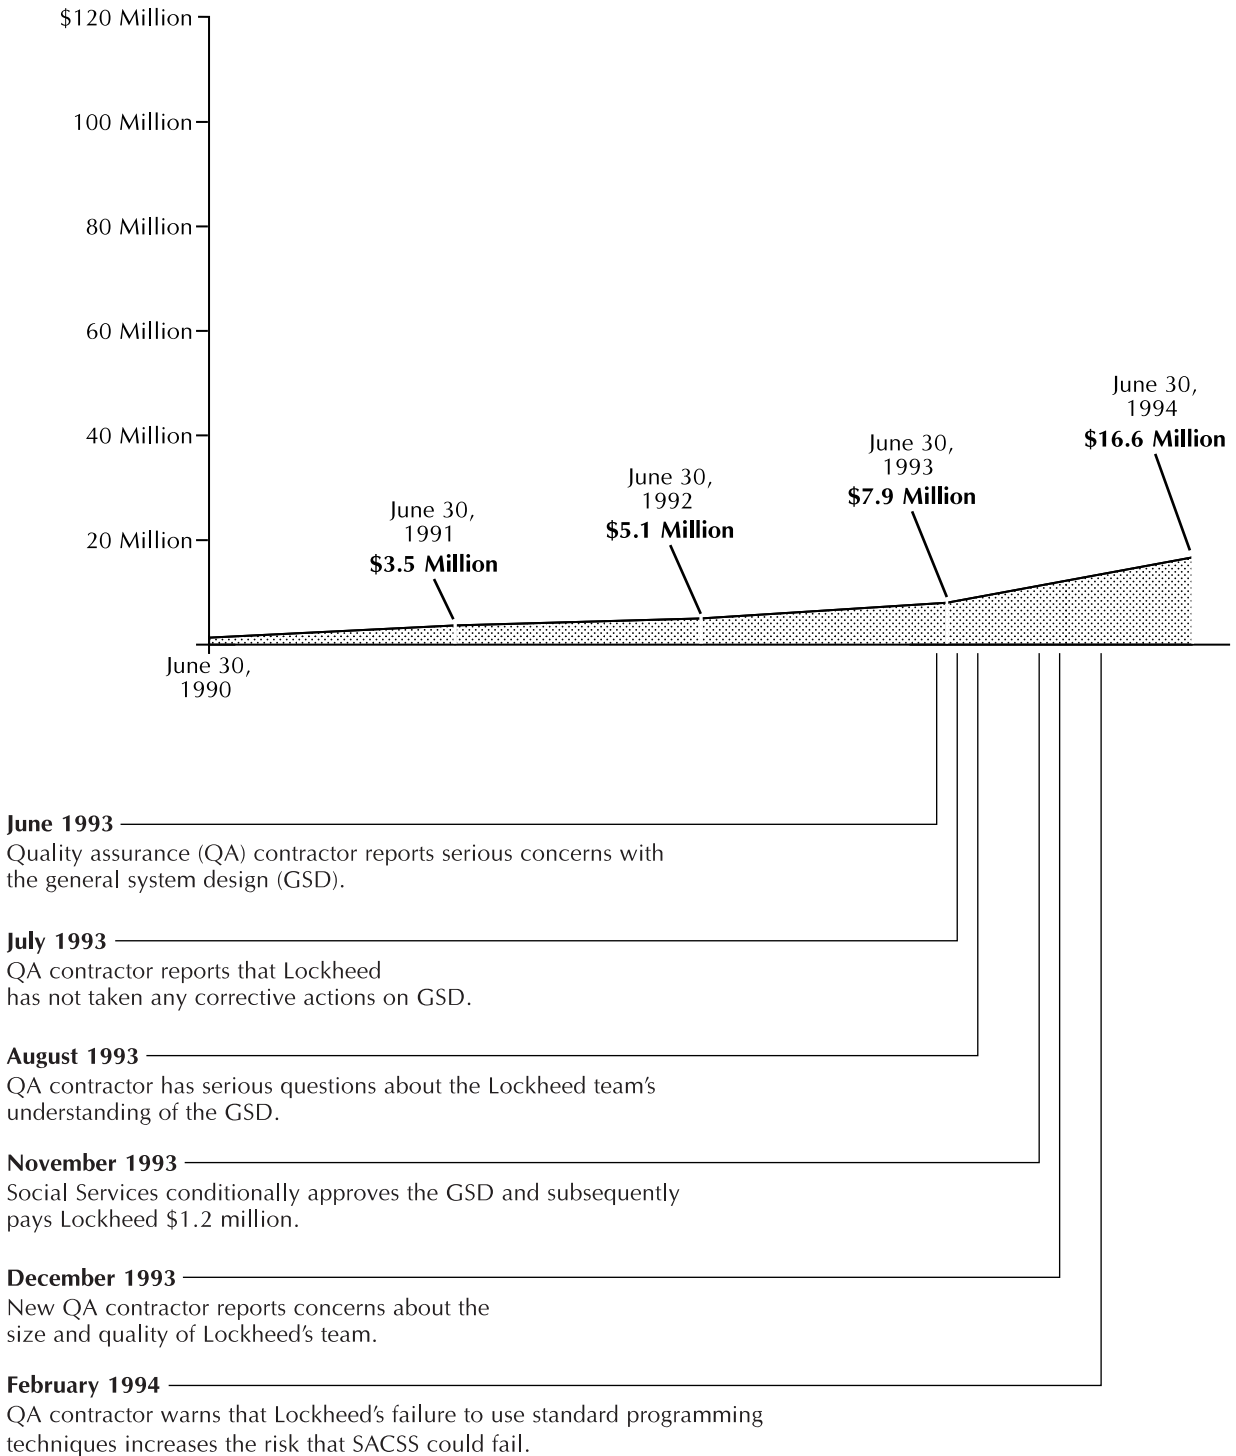 $120 Million
100 Million
80 Million
60 Million
40 Million
20 Million
June 30,
1990
June 30,
1991
$3.5 Million
June 30,
1992
$5.1 Million
June 30,
1993
$7.9 Million
June 30,
1994
$16.6 Million
June 1993
Quality assurance (QA) contractor reports serious concerns with
the general system design (GSD).
July 1993
QA contractor reports that Lockheed
has not taken any corrective actions on GSD.
August 1993
QA contractor has serious questions about the Lockheed team's
understanding of the GSD.
November 1993
Social Services conditionally approves the GSD and subsequently
pays Lockheed $1.2 million.
December 1993
New QA contractor reports concerns about the
size and quality of Lockheed's team.
February 1994
QA contractor warns that Lockheed's failure to use standard programming
techniques increases the risk that SACSS could fail.